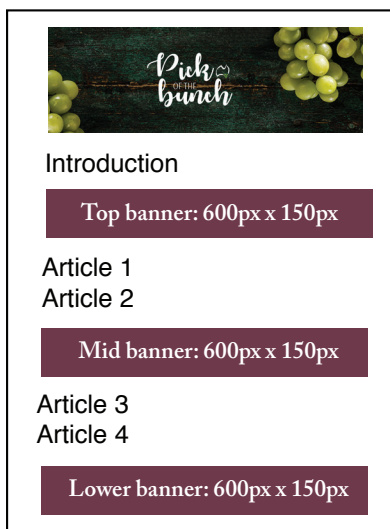 Pick
OF THE
bunch
Introduction
Top banner: 600px x 150px
Article 1
Article 2
Mid banner: 600px x 150px
Article 3
Article 4
Lower banner: 600px x 150px